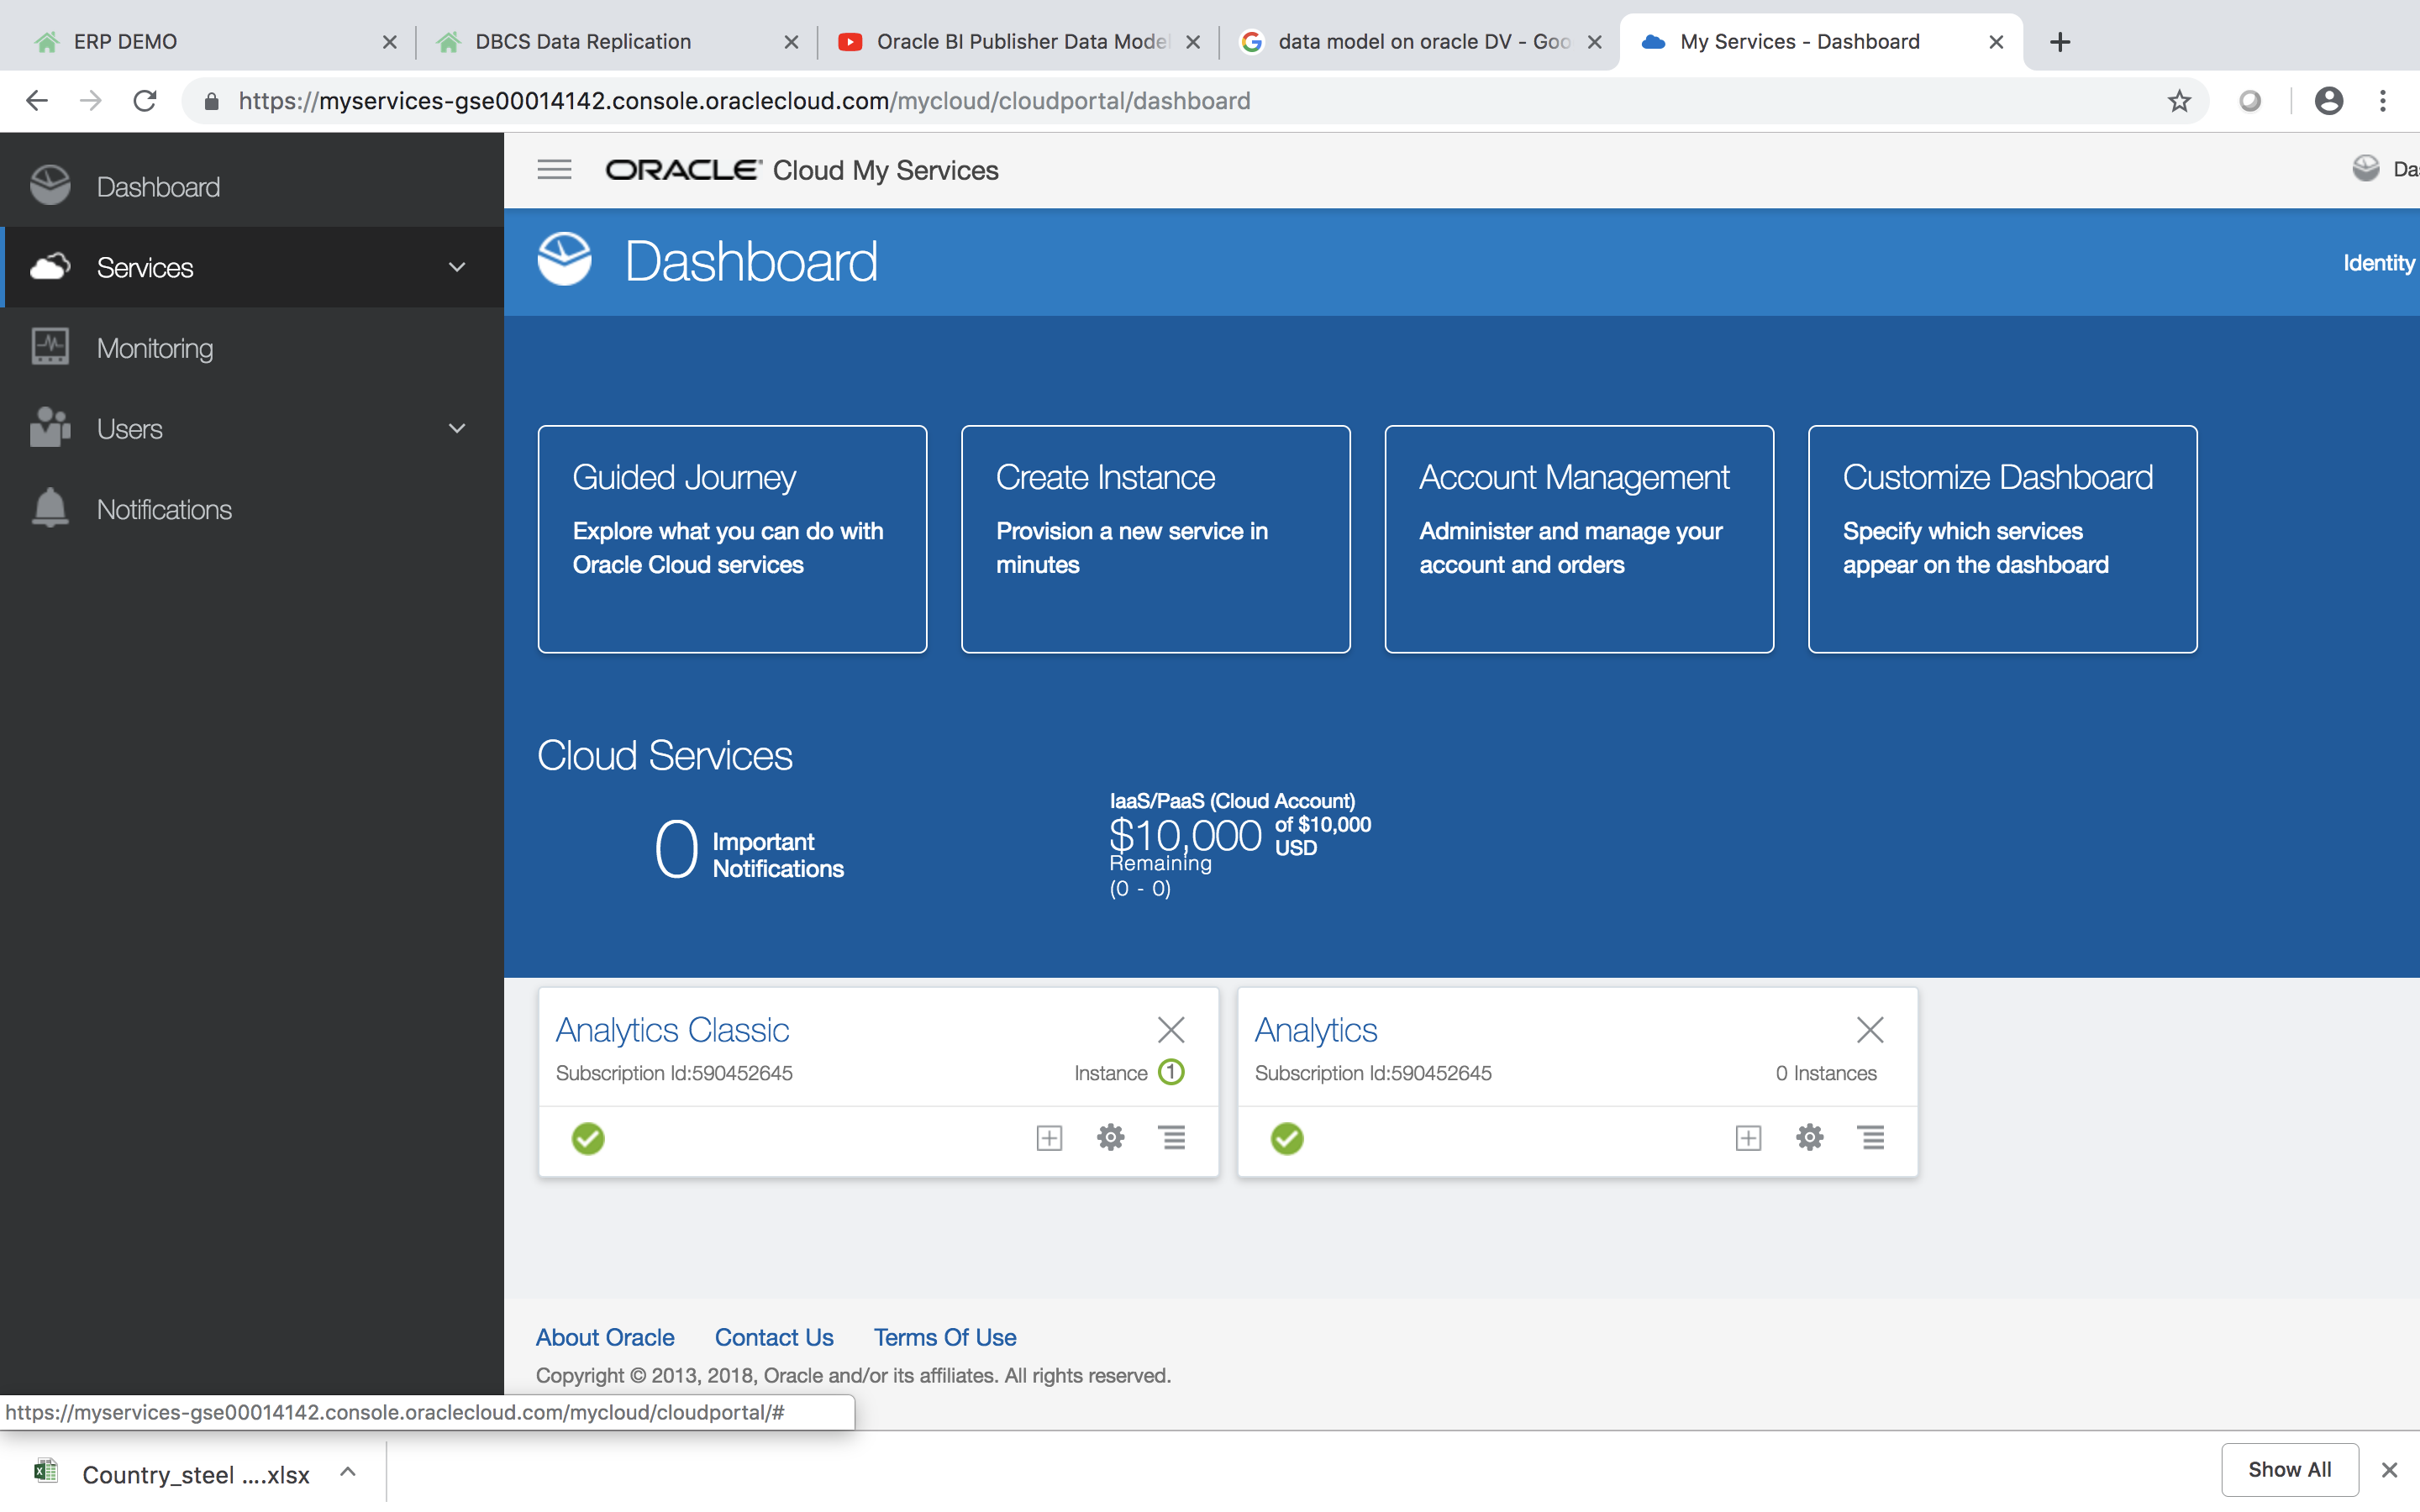 ERP DEMO
DBCS Data Replication
Oracle BI Publisher Data Model
data model on oracle DV - Goo
My Services - Dashboard
https://myservices-gse00014142.console.oraclecloud.com/mycloud/cloudportal/dashboard
Dashboard
Services
Monitoring
Users
Notifications
ORACLE Cloud My Services
Da
Dashboard
Identity
Guided Journey
Explore what you can do with
Oracle Cloud services
Create Instance
Provision a new service in
minutes
Account Management
Administer and manage your
account and orders
Customize Dashboard
Specify which services
appear on the dashboard
Cloud Services
0 Important
Notifications
IaaS/PaaS (Cloud Account)
$10,000 of $10,000
USD
Remaining
(0 - 0)
Analytics Classic
Subscription Id:590452645
Instance 1
Analytics
Subscription Id:590452645
0 Instances
About Oracle Contact Us Terms Of Use
Copyright © 2013, 2018, Oracle and/or its affiliates. All rights reserved.
https://myservices-gse00014142.console.oraclecloud.com/mycloud/cloudportal/#
Country_steel ....xlsx
Show All